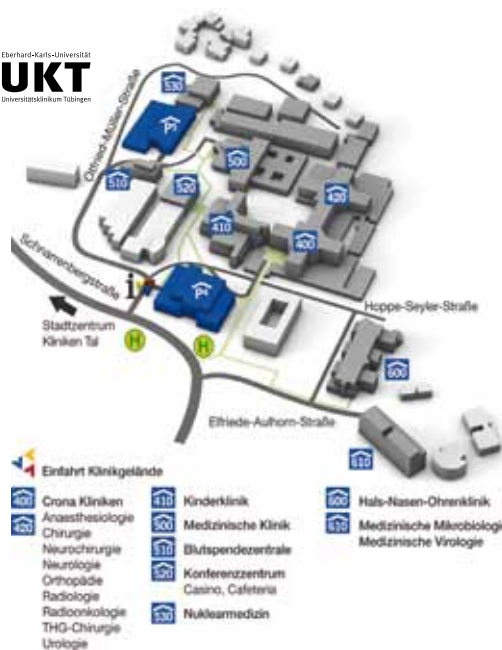 Eberhard-Karls-Universität
UKT
Universitätsklinikum Tübingen
530
Otfried-Müller-Straße
P
500
510
520
420
410
400
Schnarrenbergstraße
i
P
Hoppe-Seyler-Straße
Stadtzentrum
Kliniken Tal
H
H
600
Elfriede-Aulhorn-Straße
610
Einfahrt Klinikgelände
400 Crona Kliniken
420 Anaesthesiologie
Chirurgie
Neurochirurgie
Neurologie
Orthopädie
Radiologie
Radioonkologie
THG-Chirurgie
Urologie
410 Kinderklinik
500 Medizinische Klinik
510 Blutspendezentrale
520 Konferenzzentrum
Casino, Cafeteria
530 Nuklearmedizin
600 Hals-Nasen-Ohrenklinik
610 Medizinische Mikrobiologie
Medizinische Virologie